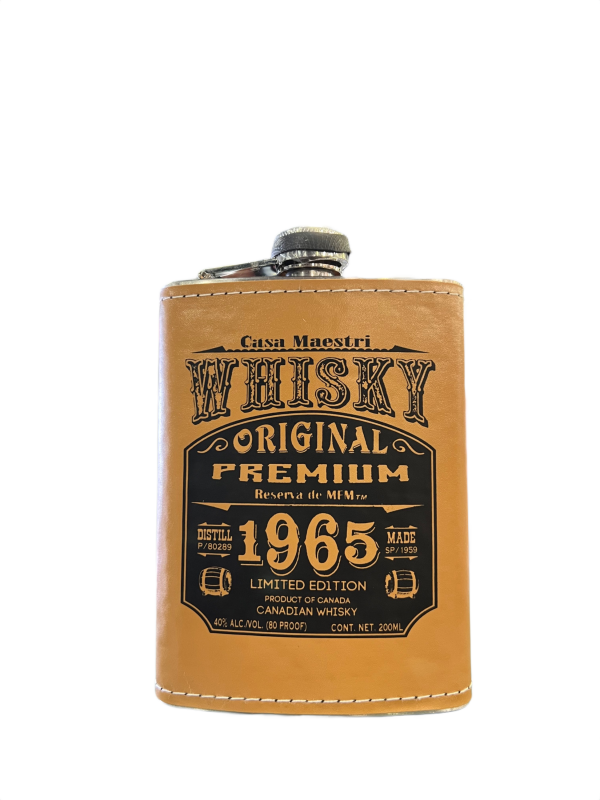 Casa Maestri
WHISKY
ORIGINAL
PREMIUM
Reserva de MFM™
DISTILL
P/80289
1965
MADE
SP/1959
LIMITED EDITION
PRODUCT OF CANADA
CANADIAN WHISKY
40% ALC./VOL. (80 PROOF) CONT. NET. 200ML